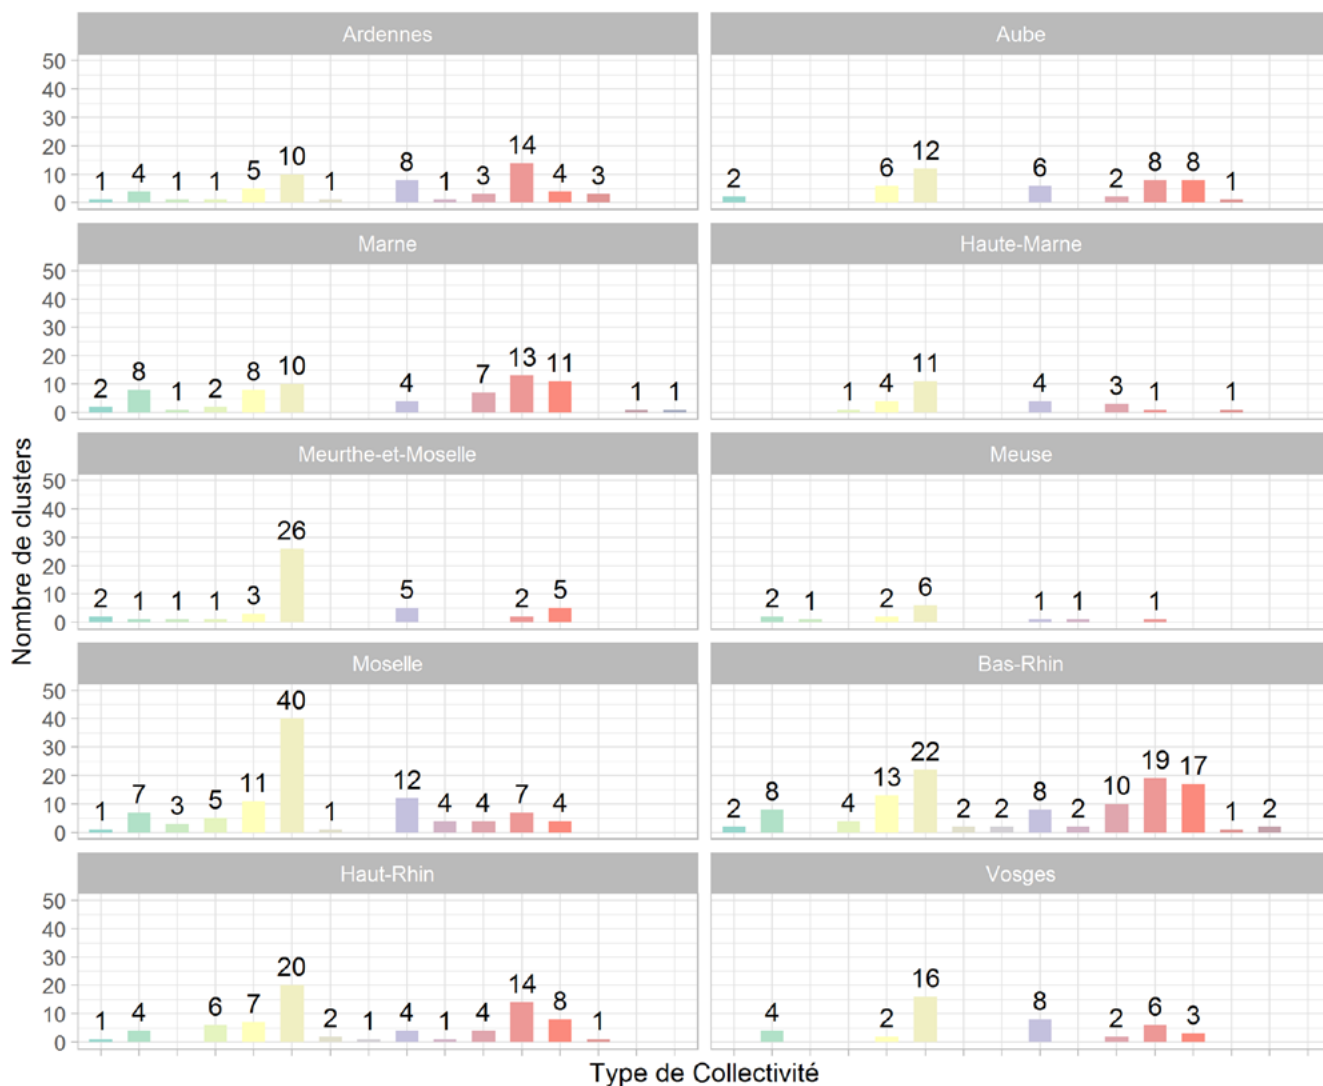 Ardennes
Aube
50
40
30
20
10
0
1 4 1 1 5 10 1 8 1 3 14 4 3
2 6 12 6 2 8 8 1
Marne
Haute-Marne
50
40
30
20
10
0
2 8 1 2 8 10 4 7 13 11 1 1
1 4 11 4 3 1 1
Meurthe-et-Moselle
Meuse
50
40
30
20
10
0
2 1 1 1 3 26 5 2 5
2 1 2 6 1 1 1
Moselle
Bas-Rhin
50
40
30
20
10
0
1 7 3 5 11 40 1 12 4 4 7 4
2 8 4 13 22 2 2 8 2 10 19 17 1 2
Haut-Rhin
Vosges
50
40
30
20
10
0
1 4 6 7 20 2 1 4 1 4 14 8 1
4 2 16 8 2 6 3
Nombre de clusters
Type de Collectivité